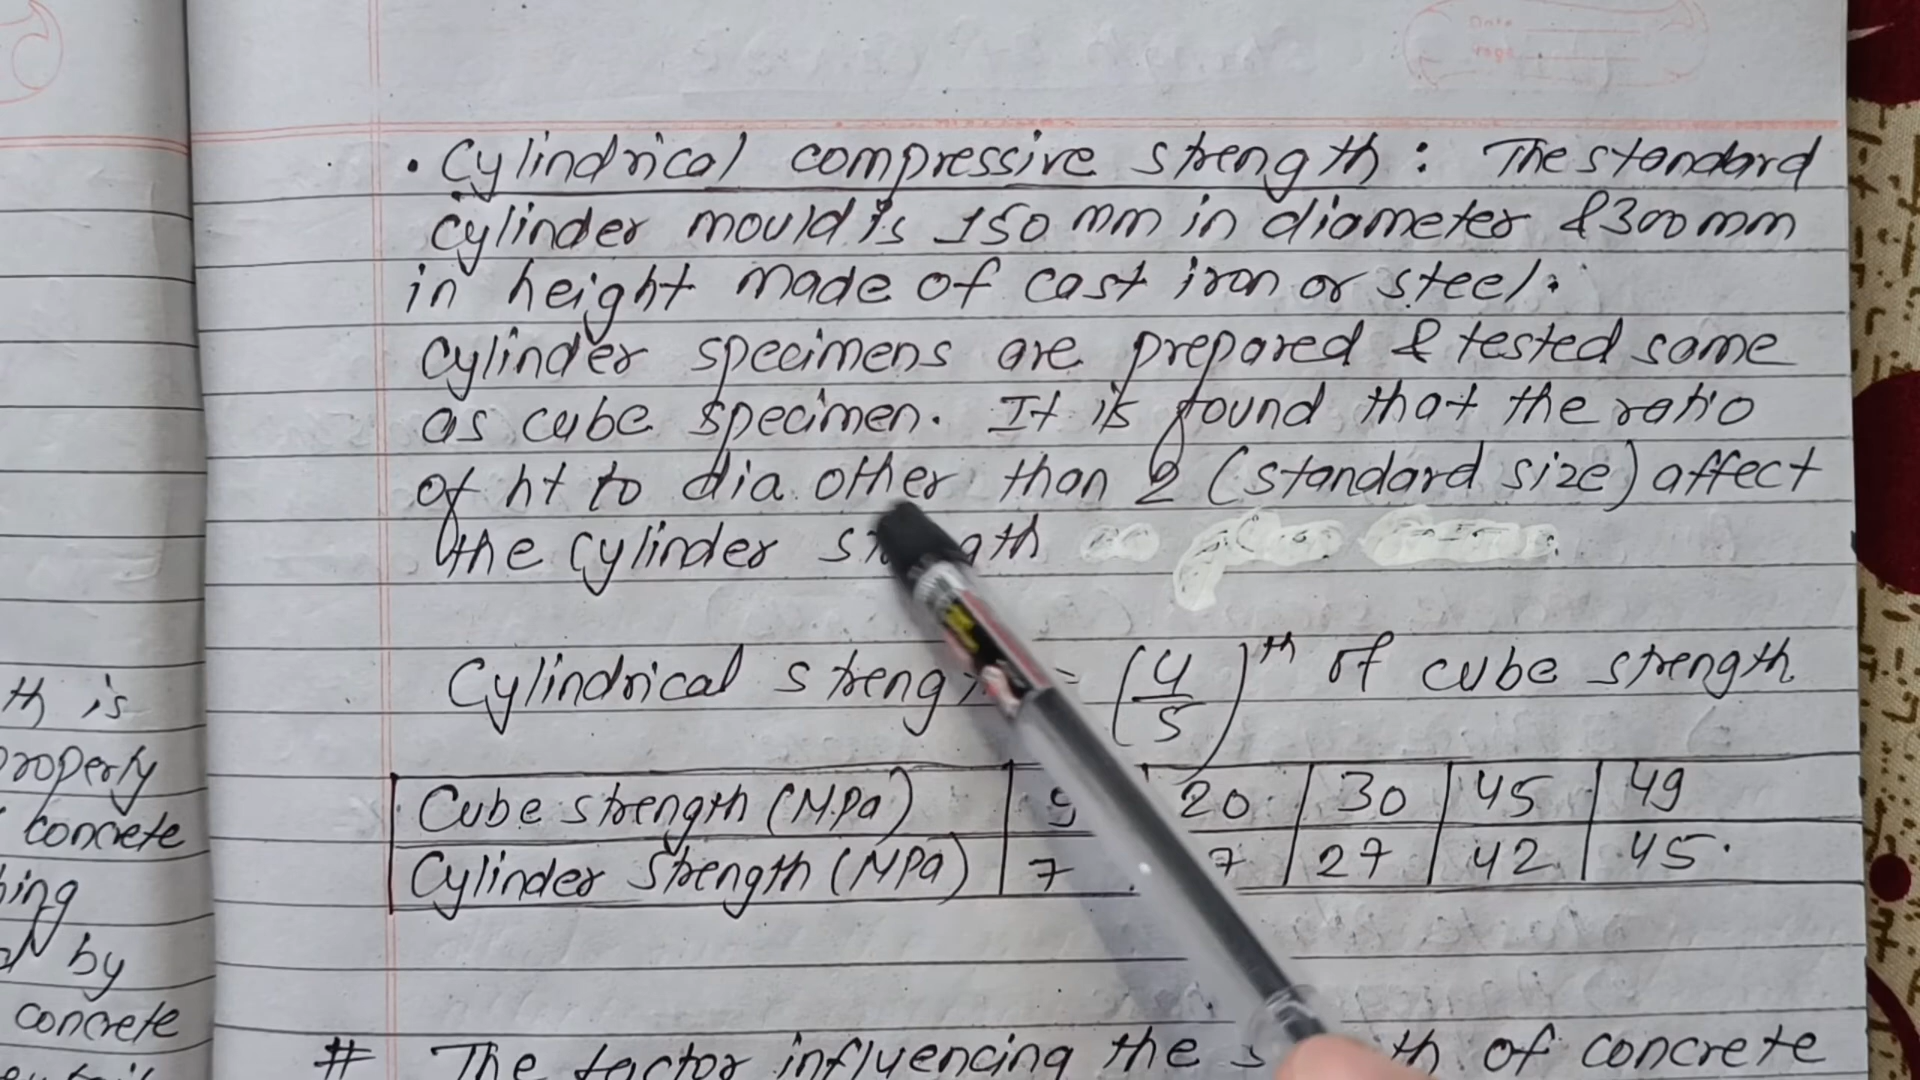 th is
property
concrete
by
concrete
. Cylindrical compressive strength : The standard
cylinder mould is 150 mm in diameter & 300 mm
in height made of cast iron or steel.
Cylinder specimens are prepared & tested same
as cube specimen. It is found that the ratio
of ht to dia other than 2 (standard size) affect
the cylinder strength
Cylindrical strength = (4/5)th of cube strength.
Cube strength (MPa) 9 20 30 45 49
Cylinder Strength (MPa) 7 7 27 42 45.
# The factor influencing the of concrete